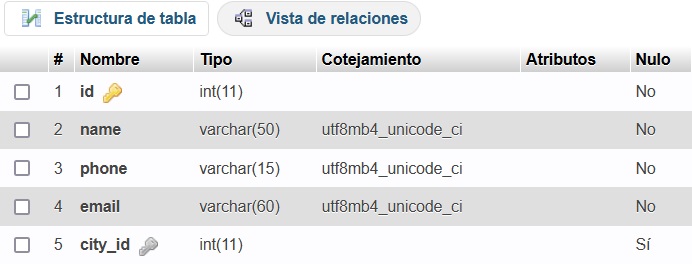 Estructura de tabla Vista de relaciones
# Nombre Tipo Cotejamiento Atributos Nulo
1 id int(11) No
2 name varchar(50) utf8mb4_unicode_ci No
3 phone varchar(15) utf8mb4_unicode_ci No
4 email varchar(60) utf8mb4_unicode_ci No
5 city_id int(11) Sí